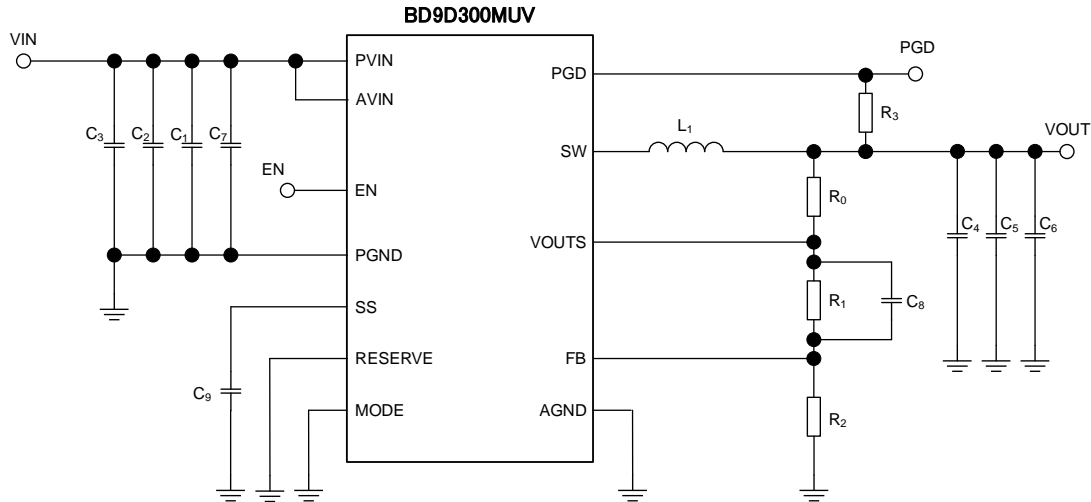 BD9D300MUV
VIN
PVIN
AVIN
C₃
C₂
C₁
C₇
EN
EN
PGND
SS
RESERVE
C₉
MODE
PGD
PGD
R₃
L₁
SW
VOUT
R₀
VOUTS
C₄
C₅
C₆
R₁
C₈
FB
AGND
R₂